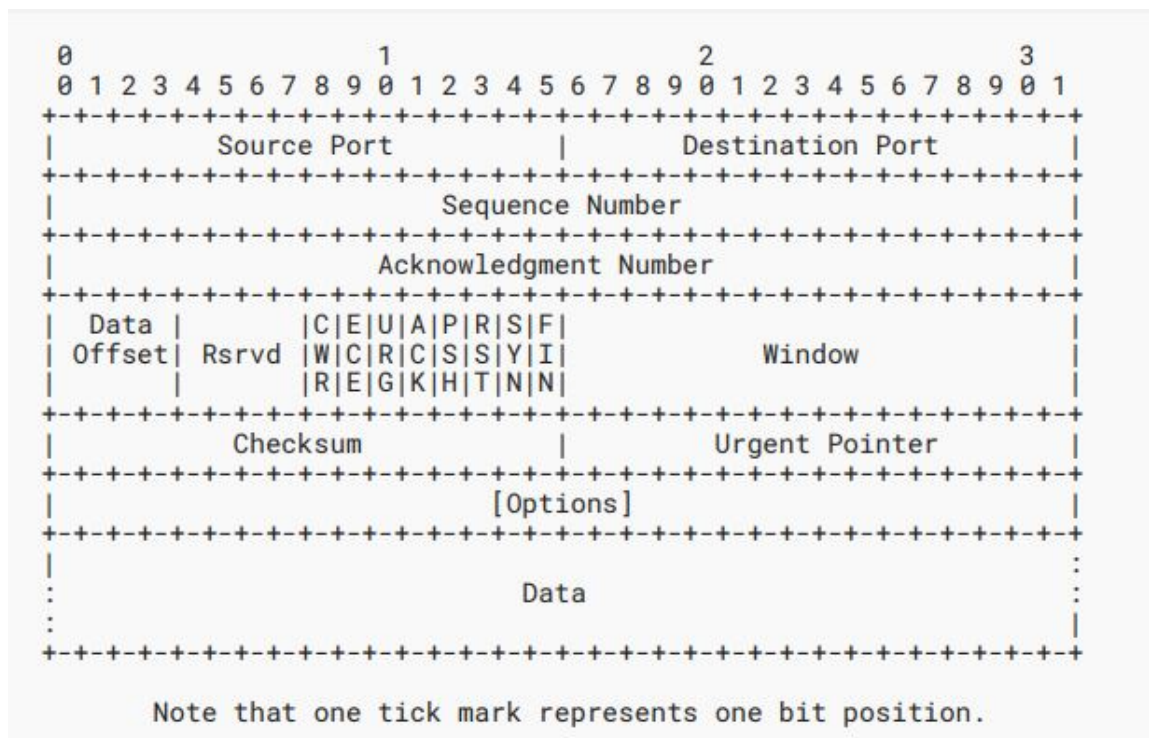 0                   1                   2                   3
 0 1 2 3 4 5 6 7 8 9 0 1 2 3 4 5 6 7 8 9 0 1 2 3 4 5 6 7 8 9 0 1
+-+-+-+-+-+-+-+-+-+-+-+-+-+-+-+-+-+-+-+-+-+-+-+-+-+-+-+-+-+-+-+-+
|          Source Port          |       Destination Port        |
+-+-+-+-+-+-+-+-+-+-+-+-+-+-+-+-+-+-+-+-+-+-+-+-+-+-+-+-+-+-+-+-+
|                        Sequence Number                        |
+-+-+-+-+-+-+-+-+-+-+-+-+-+-+-+-+-+-+-+-+-+-+-+-+-+-+-+-+-+-+-+-+
|                    Acknowledgment Number                      |
+-+-+-+-+-+-+-+-+-+-+-+-+-+-+-+-+-+-+-+-+-+-+-+-+-+-+-+-+-+-+-+-+
|  Data |       |C|E|U|A|P|R|S|F|                               |
| Offset| Rsrvd |W|C|R|C|S|S|Y|I|            Window             |
|       |       |R|E|G|K|H|T|N|N|                               |
+-+-+-+-+-+-+-+-+-+-+-+-+-+-+-+-+-+-+-+-+-+-+-+-+-+-+-+-+-+-+-+-+
|           Checksum            |         Urgent Pointer        |
+-+-+-+-+-+-+-+-+-+-+-+-+-+-+-+-+-+-+-+-+-+-+-+-+-+-+-+-+-+-+-+-+
|                           [Options]                           |
+-+-+-+-+-+-+-+-+-+-+-+-+-+-+-+-+-+-+-+-+-+-+-+-+-+-+-+-+-+-+-+-+
|                                                               :
:                             Data                              :
:                                                               |
+-+-+-+-+-+-+-+-+-+-+-+-+-+-+-+-+-+-+-+-+-+-+-+-+-+-+-+-+-+-+-+-+
       Note that one tick mark represents one bit position.